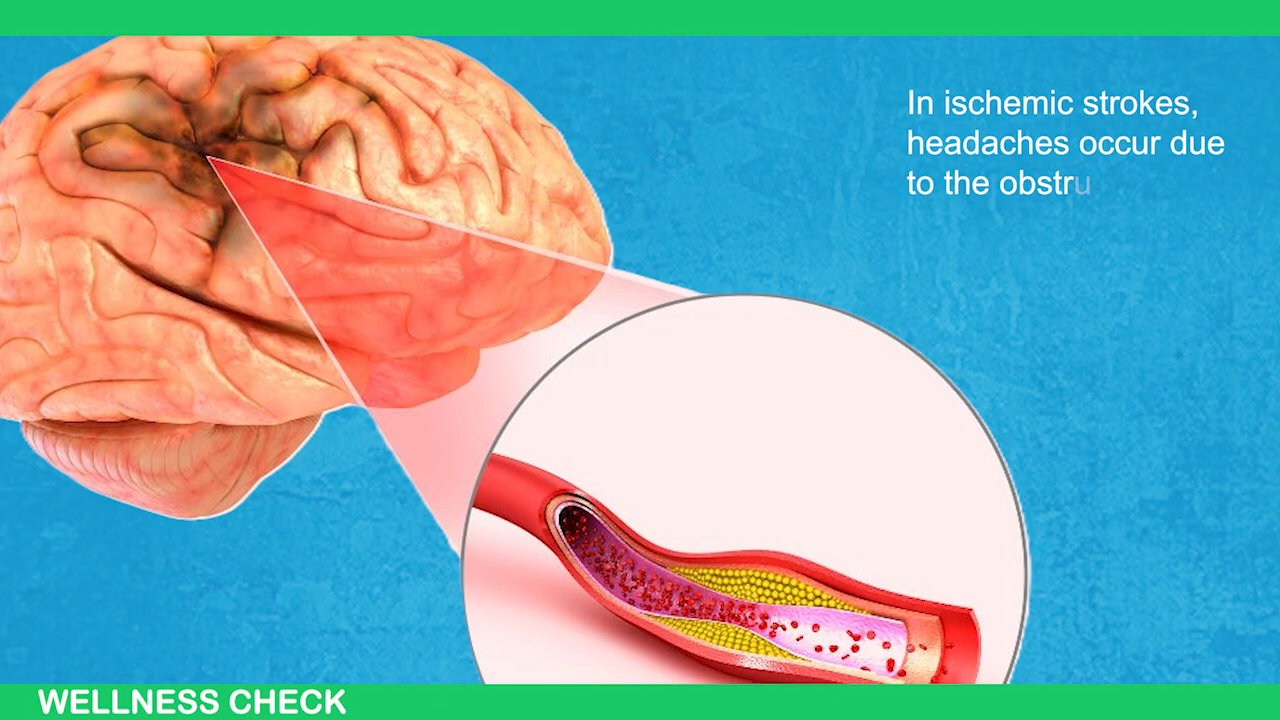 In ischemic strokes,
headaches occur due
to the obstru
WELLNESS CHECK